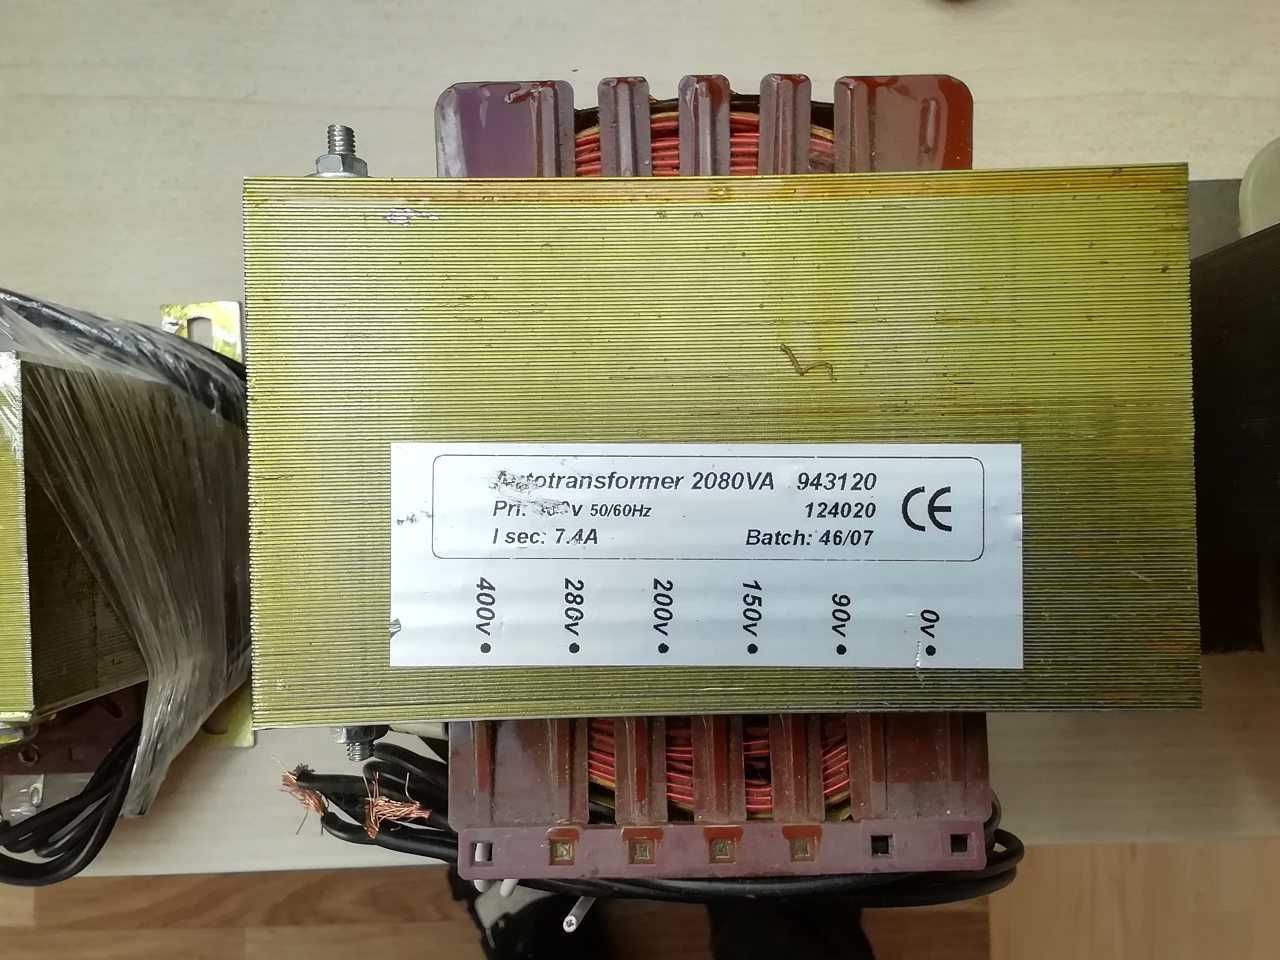 Autotransformer 2080VA 943120
Pri: 50/60Hz 124020
I sec: 7.4A Batch: 46/07
CE
400v
280v
200v
150v
90v
0v